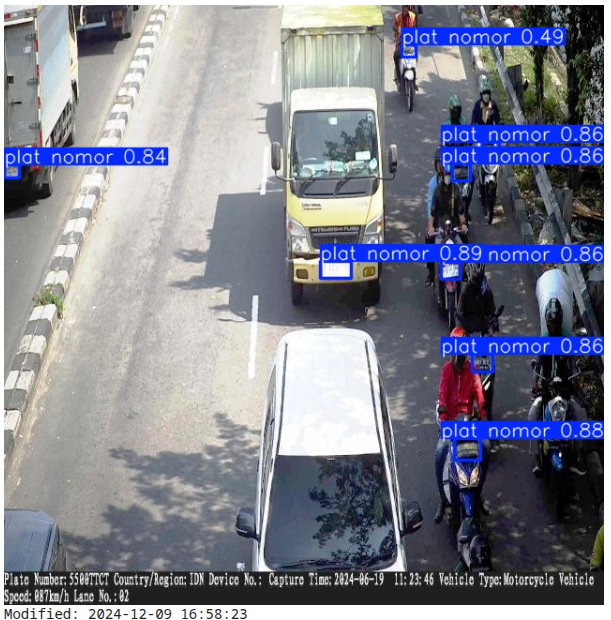 plat nomor 0.49
plat nomor 0.86
plat nomor 0.86
plat nomor 0.84
plat nomor 0.89
nomor 0.86
plat nomor 0.86
plat nomor 0.88
MITSUBISHI FUSO
Plate Number:5500TTCT Country/Region:IDN Device No.: Capture Time:2024-06-19 11:23:46 Vehicle Type:Motorcycle Vehicle
Speed:087km/h Lane No.:02
Modified: 2024-12-09 16:58:23